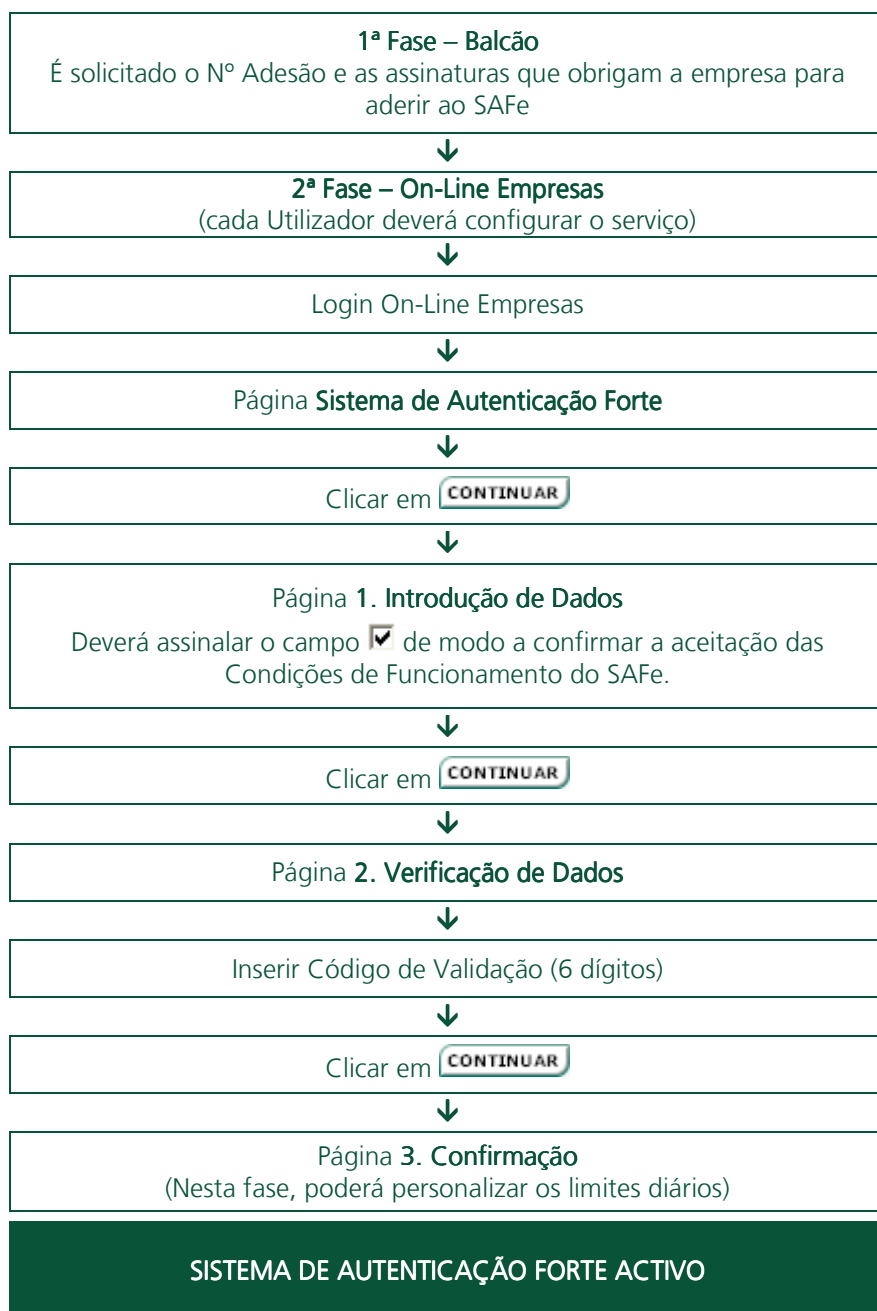 1ª Fase – Balcão
É solicitado o Nº Adesão e as assinaturas que obrigam a empresa para
aderir ao SAFe
2ª Fase – On-Line Empresas
(cada Utilizador deverá configurar o serviço)
Login On-Line Empresas
Página Sistema de Autenticação Forte
Clicar em CONTINUAR
Página 1. Introdução de Dados
Deverá assinalar o campo de modo a confirmar a aceitação das
Condições de Funcionamento do SAFe.
Clicar em CONTINUAR
Página 2. Verificação de Dados
Inserir Código de Validação (6 dígitos)
Clicar em CONTINUAR
Página 3. Confirmação
(Nesta fase, poderá personalizar os limites diários)
SISTEMA DE AUTENTICAÇÃO FORTE ACTIVO